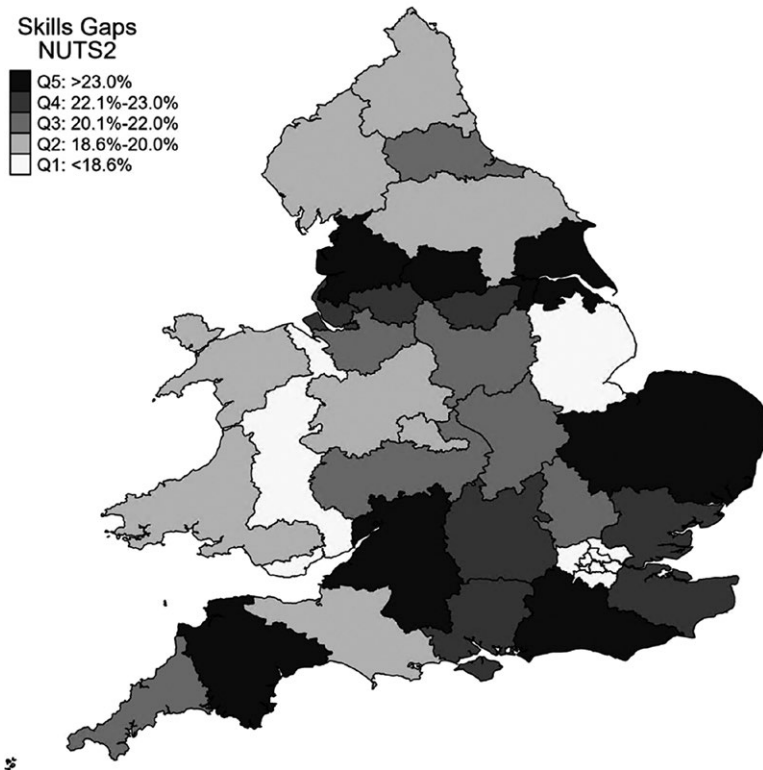 Skills Gaps
NUTS2
Q5: >23.0%
Q4: 22.1%-23.0%
Q3: 20.1%-22.0%
Q2: 18.6%-20.0%
Q1: <18.6%